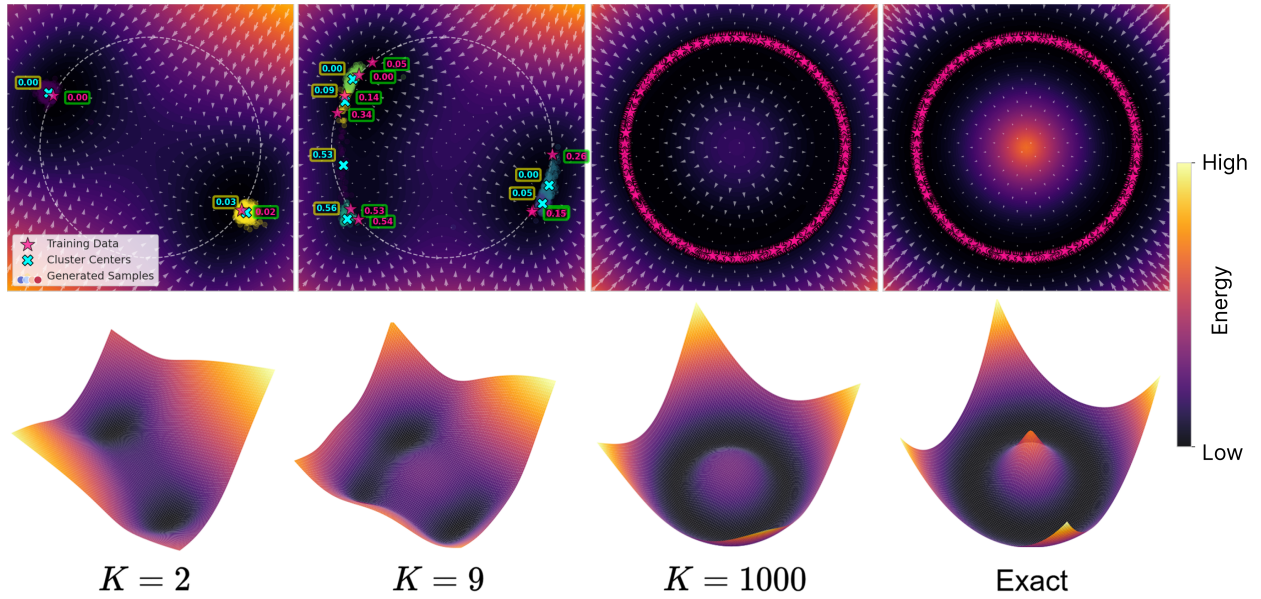 0.00
0.00
0.03
0.02
Training Data
Cluster Centers
Generated Samples
0.05
0.00
0.00
0.09
0.14
0.34
0.53
0.26
0.00
0.05
0.15
0.56
0.53
0.54
High
Energy
Low
K = 2
K = 9
K = 1000
Exact